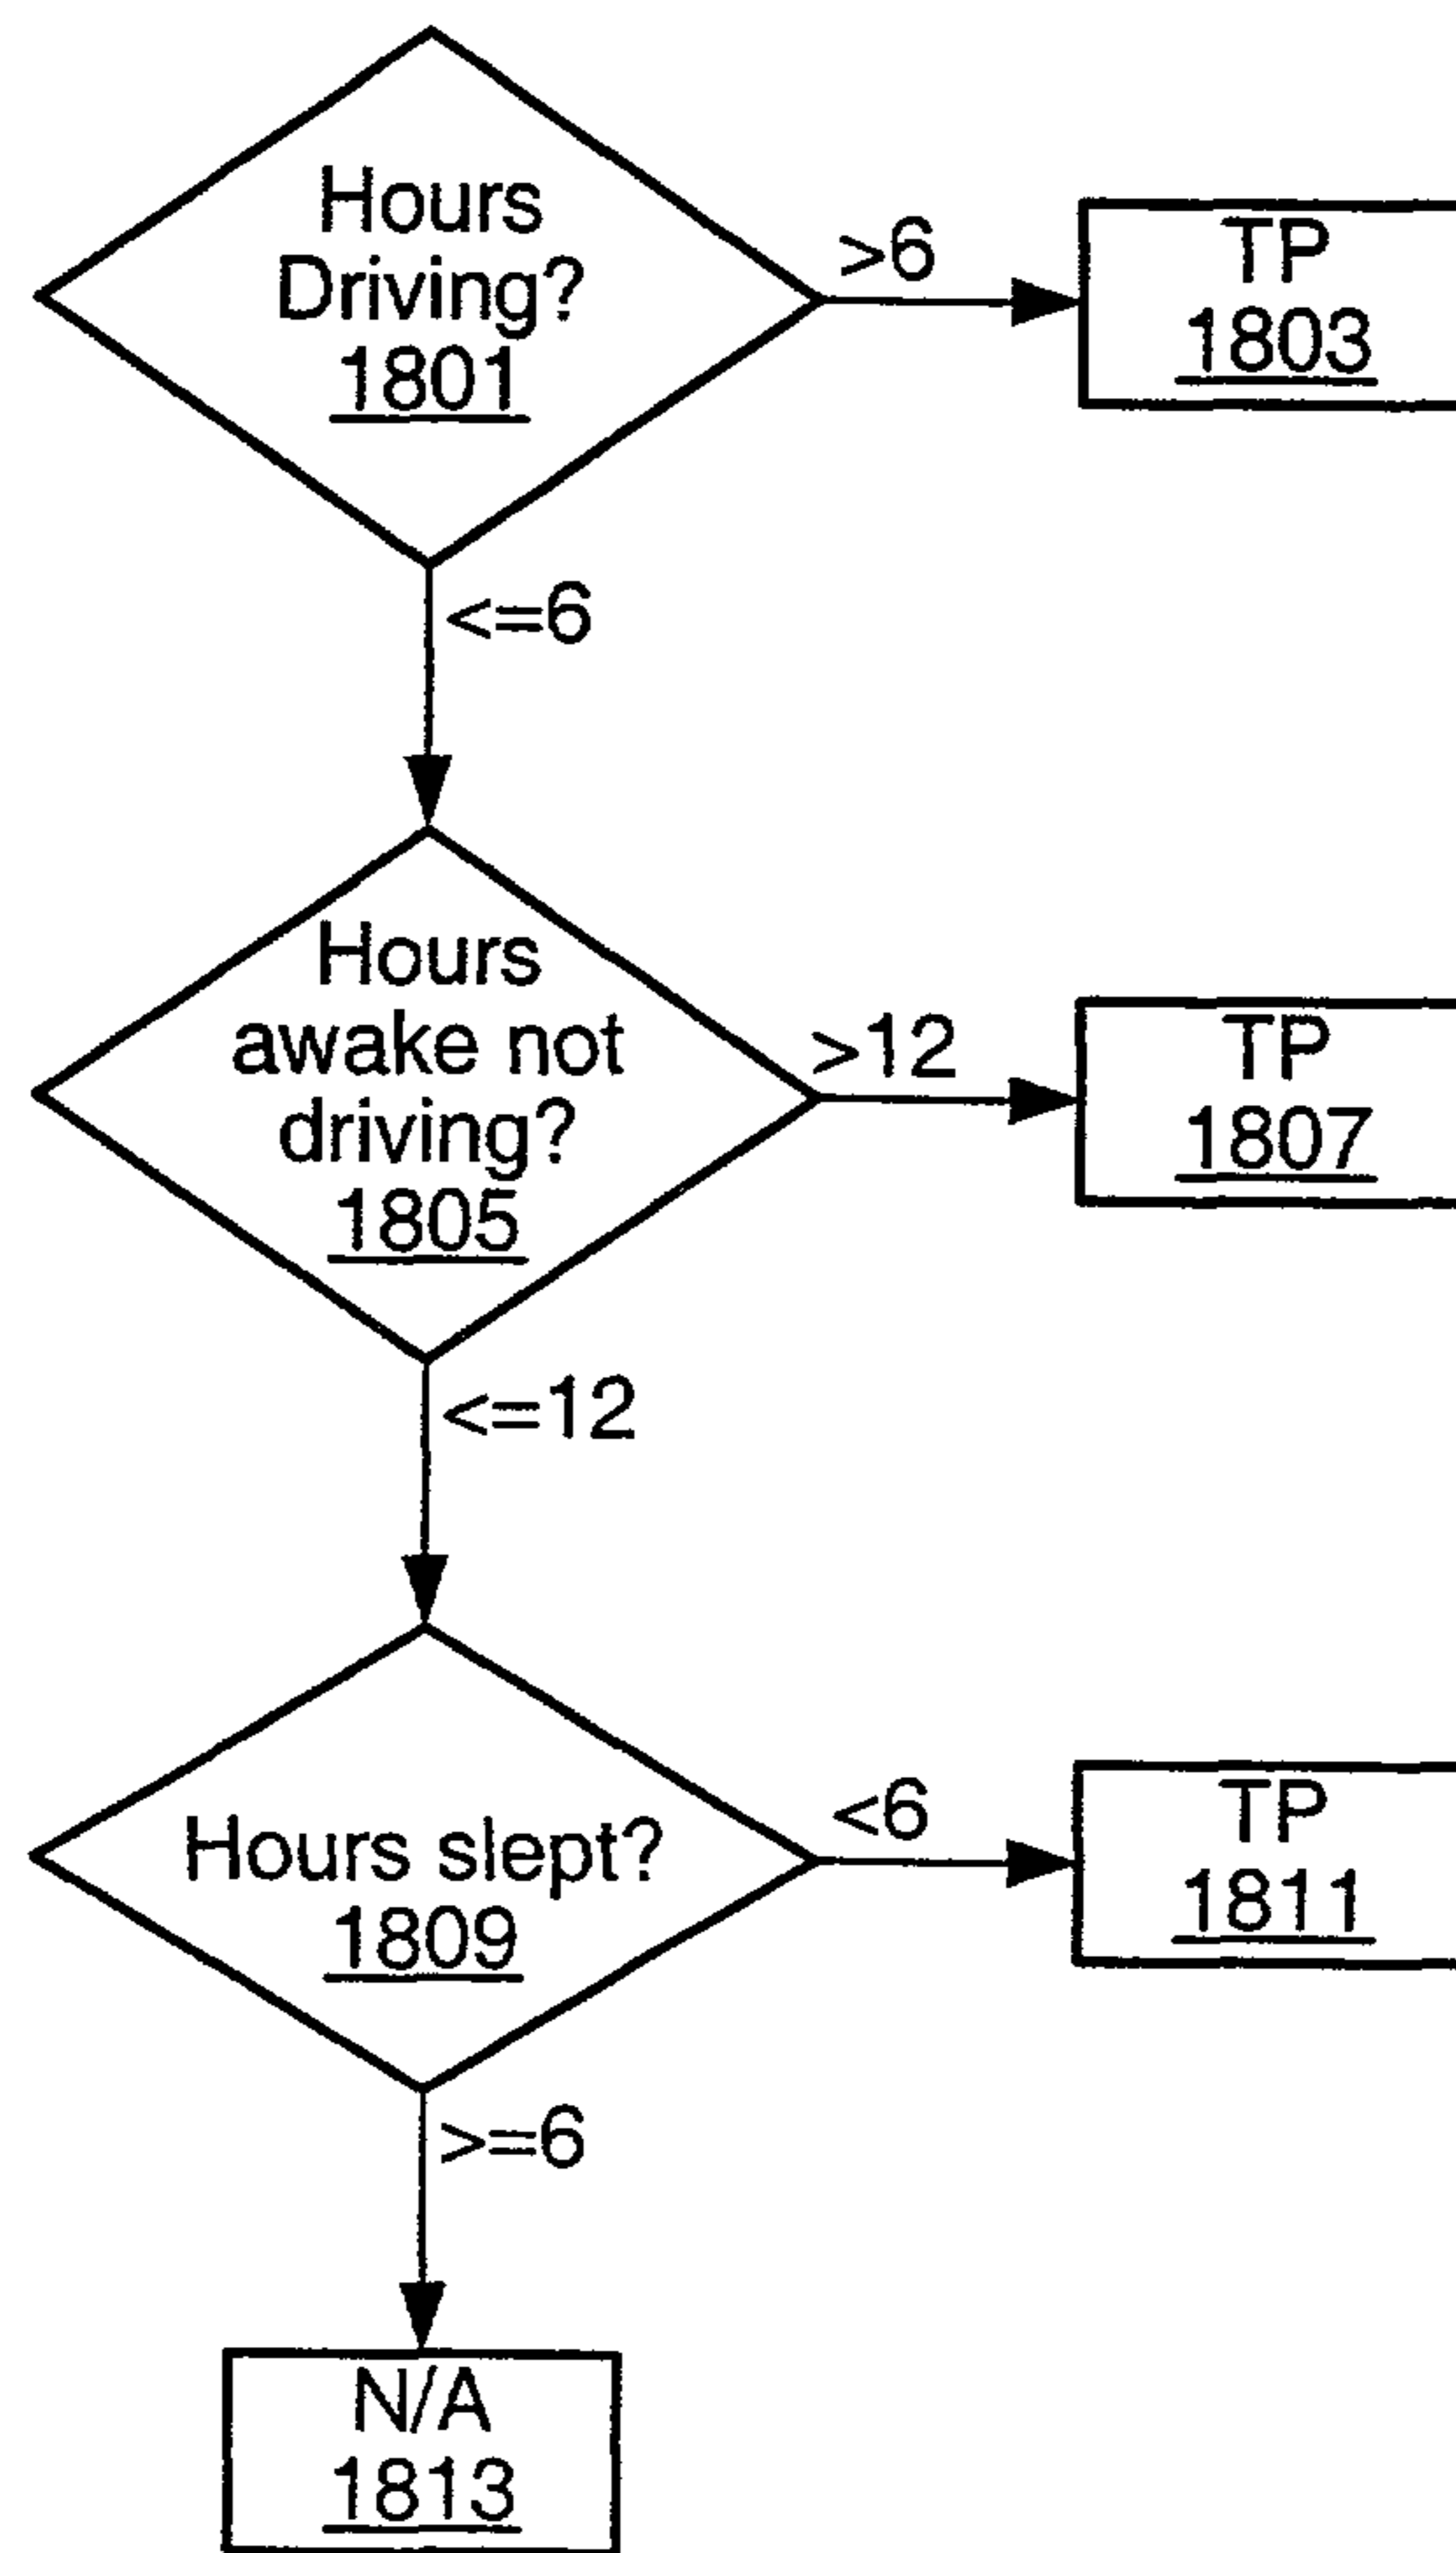 Hours
Driving?
1801
>6
TP
1803
<=6
Hours
awake not
driving?
1805
>12
TP
1807
<=12
Hours slept?
1809
<6
TP
1811
>=6
N/A
1813